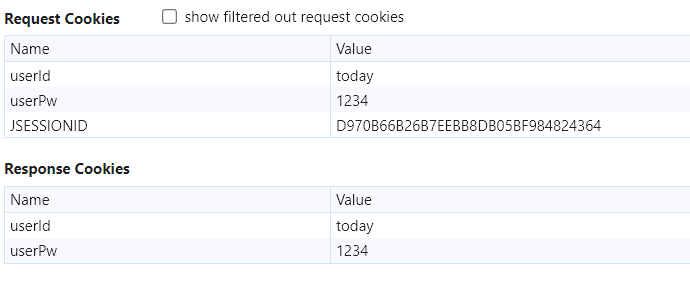 Request Cookies show filtered out request cookies
Name Value
userId today
userPw 1234
JSESSIONID D970B66B26B7EEBB8DB05BF984824364
Response Cookies
Name Value
userId today
userPw 1234